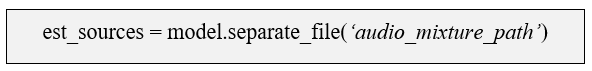 est_sources = model.separate_file(‘audio_mixture_path’)